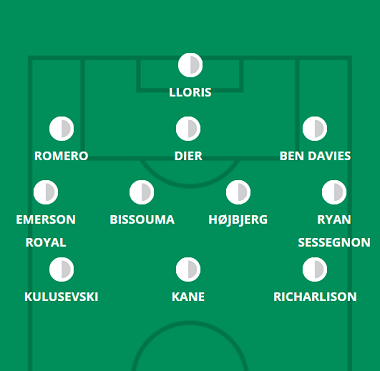 LLORIS
ROMERO DIER BEN DAVIES
EMERSON BISSOUMA HØJBJERG RYAN
ROYAL SESSEGNON
KULUSEVSKI KANE RICHARLISON